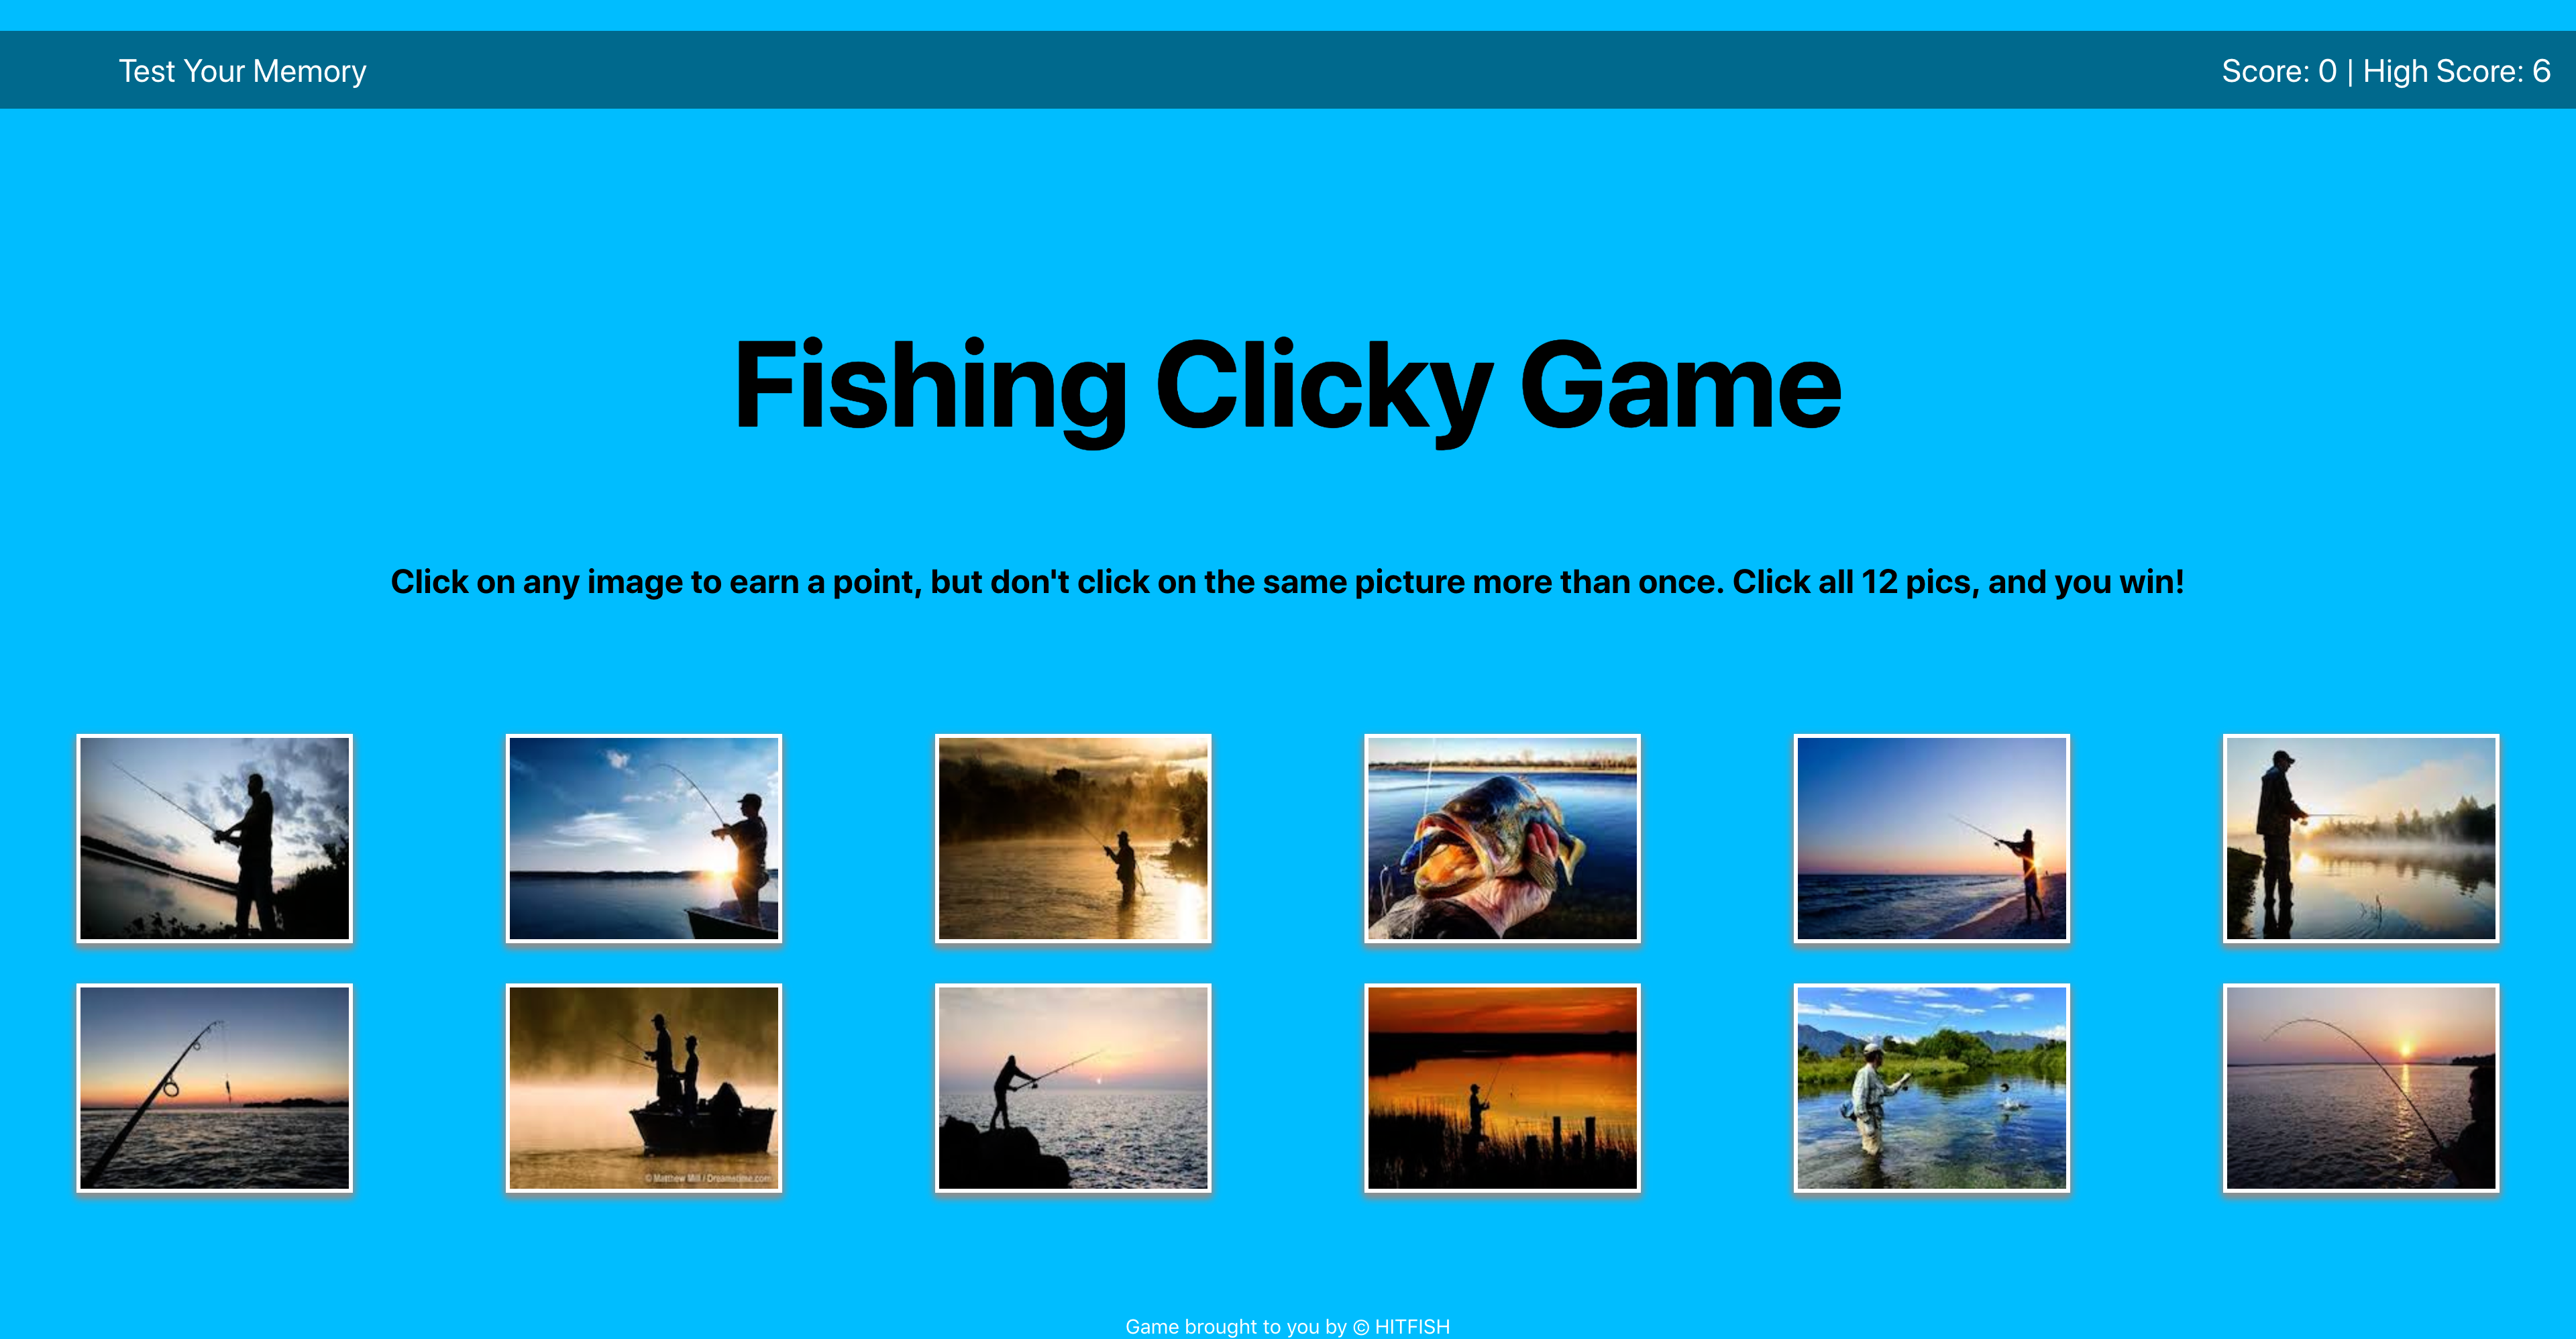 Test Your Memory
Score: 0 | High Score: 6
Fishing Clicky Game
Click on any image to earn a point, but don't click on the same picture more than once. Click all 12 pics, and you win!
© Matthew Mill / Dreamstime.com
Game brought to you by © HITFISH